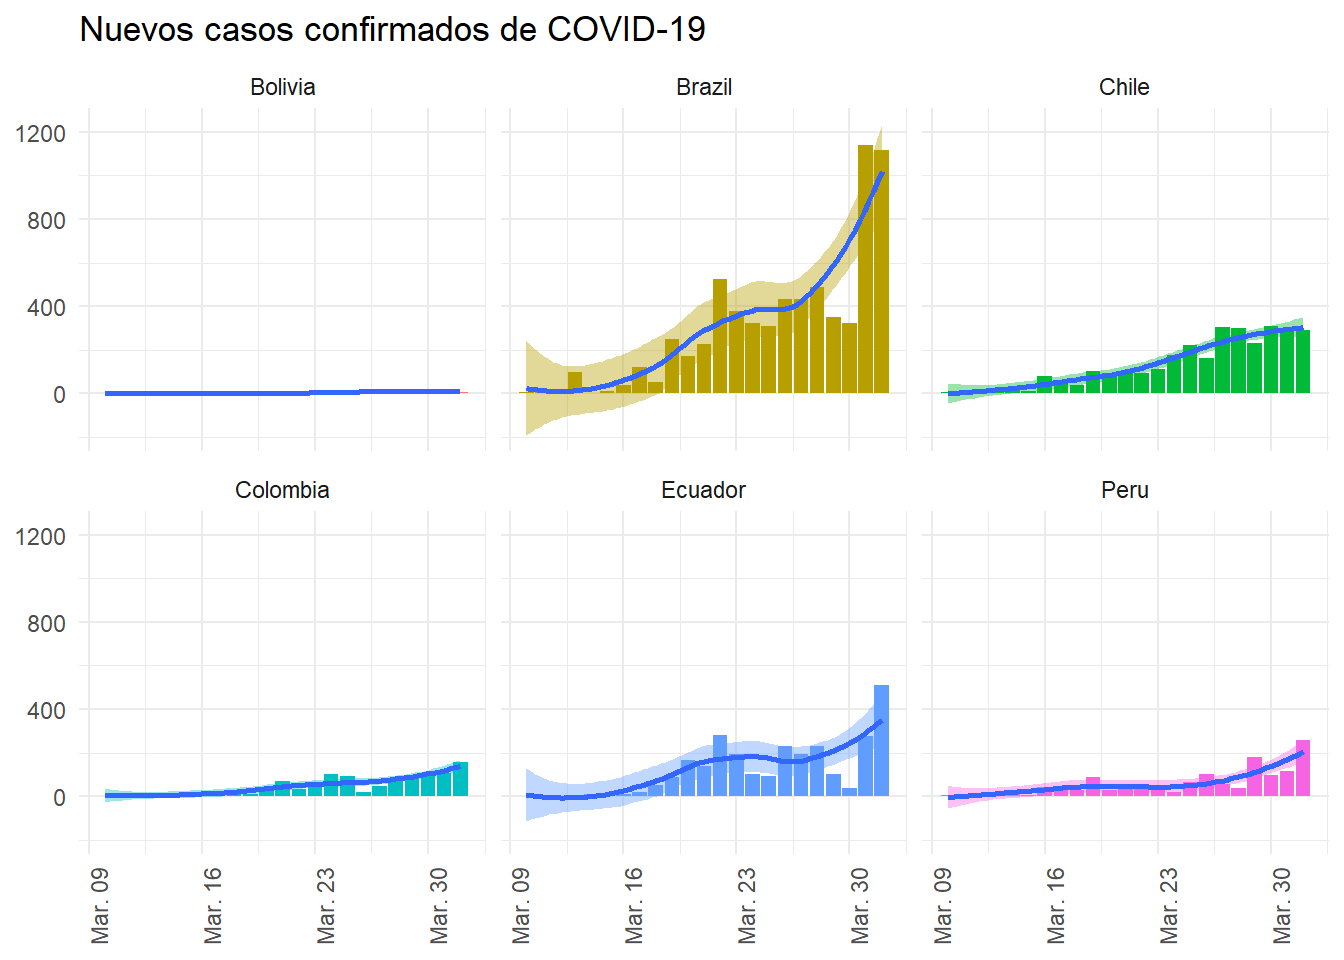 Nuevos casos confirmados de COVID-19
Bolivia Brazil Chile
1200
800
400
0
Colombia Ecuador Peru
1200
800
400
0
Mar. 09 Mar. 16 Mar. 23 Mar. 30 Mar. 09 Mar. 16 Mar. 23 Mar. 30 Mar. 09 Mar. 16 Mar. 23 Mar. 30